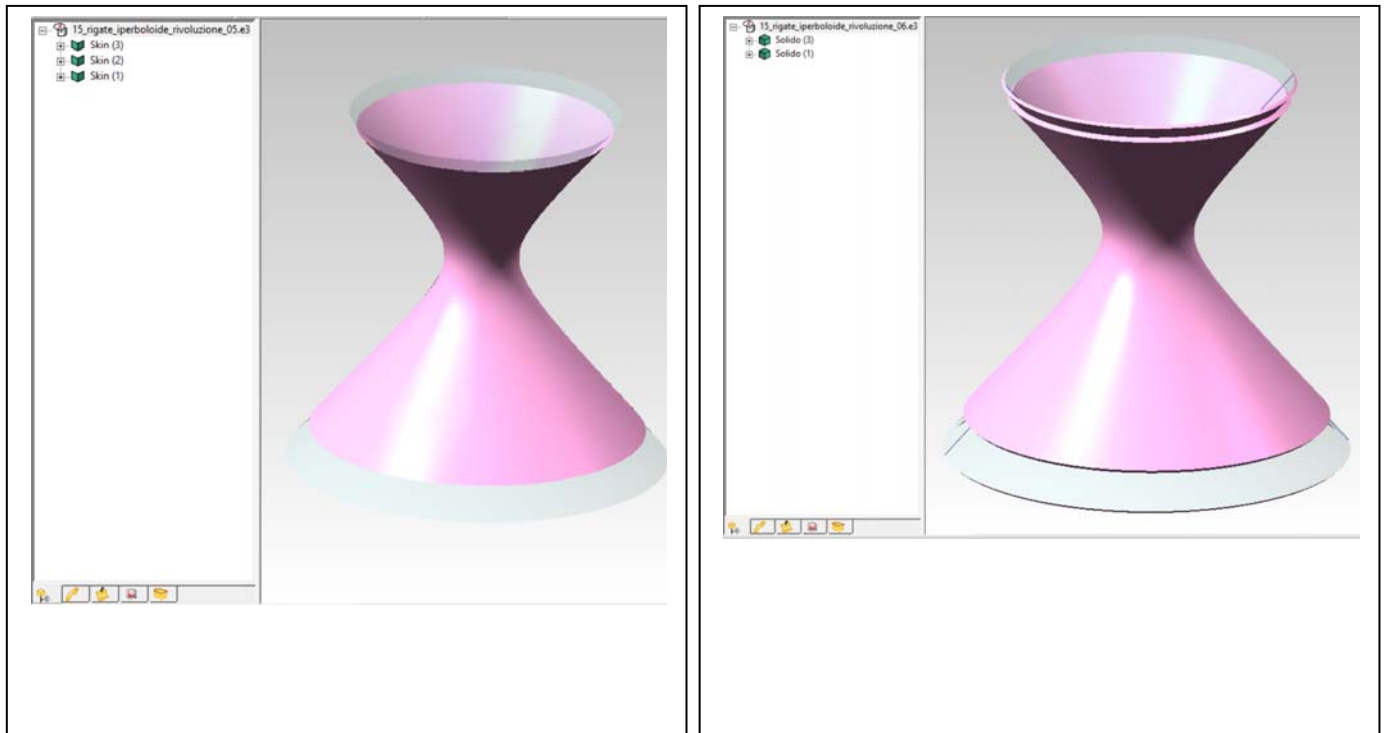 15_rigate_iperboloide_rivoluzione_05.e3
Skin (3)
Skin (2)
Skin (1)
15_rigate_iperboloide_rivoluzione_06.e3
Solido (3)
Solido (1)